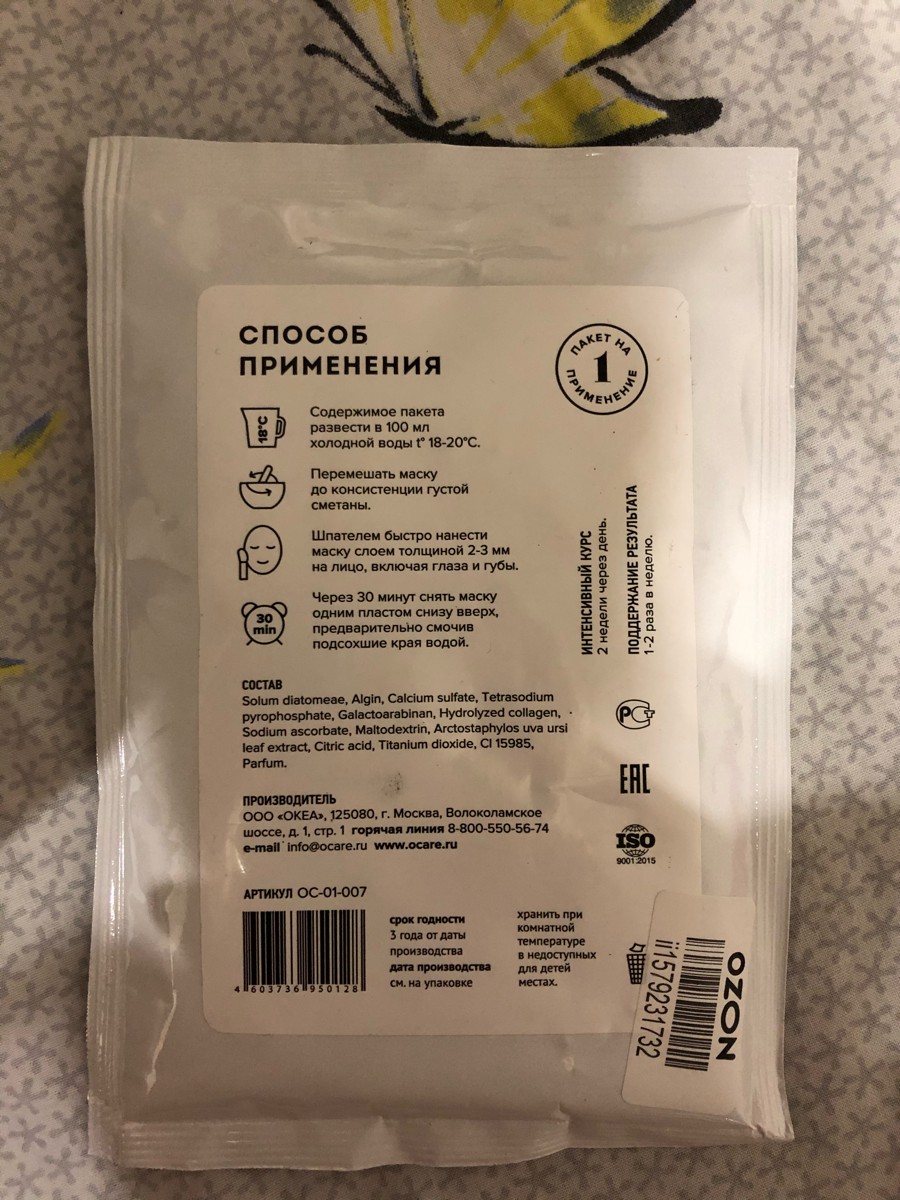 СПОСОБ
ПРИМЕНЕНИЯ
ПАКЕТ НА
1
ПРИМЕНЕНИЕ
18°C
Содержимое пакета
развести в 100 мл
холодной воды t° 18-20°C.
Перемешать маску
до консистенции густой
сметаны.
Шпателем быстро нанести
маску слоем толщиной 2-3 мм
на лицо, включая глаза и губы.
30
min
Через 30 минут снять маску
одним пластом снизу вверх,
предварительно смочив
подсохшие края водой.
ИНТЕНСИВНЫЙ КУРС
2 недели через день.
ПОДДЕРЖАНИЕ РЕЗУЛЬТАТА
1-2 раза в неделю.
СОСТАВ
Solum diatomeae, Algin, Calcium sulfate, Tetrasodium
pyrophosphate, Galactoarabinan, Hydrolyzed collagen,
Sodium ascorbate, Maltodextrin, Arctostaphylos uva ursi
leaf extract, Citric acid, Titanium dioxide, CI 15985,
Parfum.
РСТ
ЕАС
ISO
9001:2015
ПРОИЗВОДИТЕЛЬ
ООО «ОКЕА», 125080, г. Москва, Волоколамское
шоссе, д. 1, стр. 1 горячая линия 8-800-550-56-74
e-mail info@ocare.ru www.ocare.ru
АРТИКУЛ ОС-01-007
4 603736 950128
срок годности
3 года от даты
производства
дата производства
см. на упаковке
хранить при
комнатной
температуре
в недоступных
для детей
местах.
OZON
ii1579231732